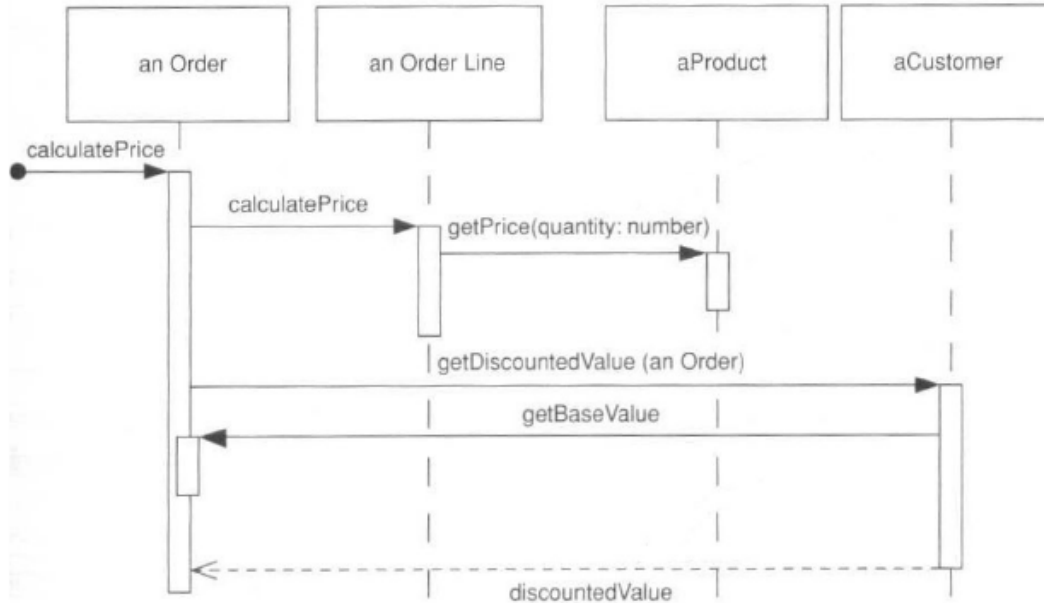 an Order
an Order Line
aProduct
aCustomer
calculatePrice
calculatePrice
getPrice(quantity: number)
getDiscountedValue (an Order)
getBaseValue
discountedValue